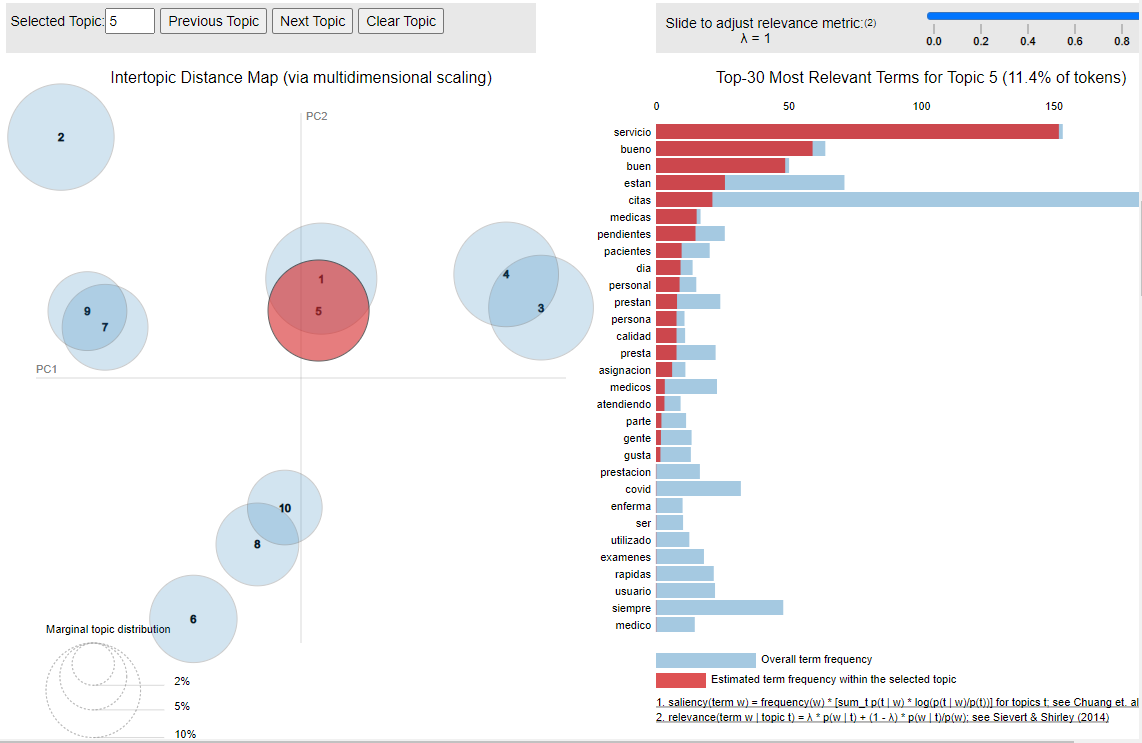 Selected Topic: 5 Previous Topic Next Topic Clear Topic
Slide to adjust relevance metric:(2)
λ = 1
0.0 0.2 0.4 0.6 0.8
Intertopic Distance Map (via multidimensional scaling)
PC2
PC1
2
1
5
4
3
9
7
10
8
6
Marginal topic distribution
2%
5%
10%
Top-30 Most Relevant Terms for Topic 5 (11.4% of tokens)
0 50 100 150
servicio
bueno
buen
estan
citas
medicas
pendientes
pacientes
dia
personal
prestan
persona
calidad
presta
asignacion
medicos
atendiendo
parte
gente
gusta
prestacion
covid
enferma
ser
utilizado
examenes
rapidas
usuario
siempre
medico
Overall term frequency
Estimated term frequency within the selected topic
1. saliency(term w) = frequency(w) * [sum_t p(t | w) * log(p(t | w)/p(t))] for topics t; see Chuang et. al
2. relevance(term w | topic t) = λ * p(w | t) + (1 - λ) * p(w | t)/p(w); see Sievert & Shirley (2014)